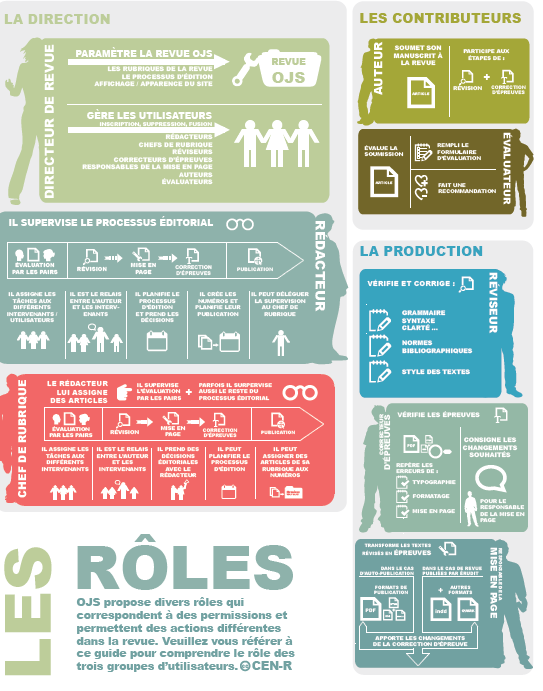 LA DIRECTION
DIRECTEUR DE REVUE
PARAMÈTRE LA REVUE OJS
LES RUBRIQUES DE LA REVUE
LE PROCESSUS D'ÉDITION
AFFICHAGE / APPARENCE DU SITE
REVUE
OJS
GÈRE LES UTILISATEURS
INSCRIPTION, SUPPRESSION, FUSION
RÉDACTEURS
CHEFS DE RUBRIQUE
RÉVISEURS
CORRECTEURS D'ÉPREUVES
RESPONSABLES DE LA MISE EN PAGE
AUTEURS
ÉVALUATEURS
RÉDACTEUR
IL SUPERVISE LE PROCESSUS ÉDITORIAL
ÉVALUATION
PAR LES PAIRS
RÉVISION
MISE EN
PAGE
CORRECTION
D'ÉPREUVES
PUBLICATION
IL ASSIGNE LES
TÂCHES AUX
DIFFÉRENTS
INTERVENANTS /
UTILISATEURS
IL EST LE RELAIS
ENTRE L'AUTEUR
ET LES INTERV-
ENANTS
IL PLANIFIE LE
PROCESSUS
D'ÉDITION
ET PREND LES
DÉCISIONS
IL CRÉE LES
NUMÉROS ET
PLANIFIE LEUR
PUBLICATION
IL PEUT DÉLÉGUER
LA SUPERVISION
AU CHEF DE
RUBRIQUE
CHEF DE RUBRIQUE
LE RÉDACTEUR
LUI ASSIGNE
DES ARTICLES
IL SUPERVISE
L'ÉVALUATION
PAR LES PAIRS
+
PARFOIS IL SURPERVISE
AUSSI LE RESTE DU
PROCESSUS ÉDITORIAL
ÉVALUATION
PAR LES PAIRS
RÉVISION
MISE EN
PAGE
CORRECTION
D'ÉPREUVES
PUBLICATION
IL ASSIGNE LES
TÂCHES AUX
DIFFÉRENTS
INTERVENANTS
IL EST LE RELAIS
ENTRE L'AUTEUR
ET LES
INTERVENANTS
IL PREND DES
DÉCISIONS
ÉDITORIALES
AVEC LE
RÉDACTEUR
IL PEUT
PLANIFIER LE
PROCESSUS
D'ÉDITION
IL PEUT
ASSIGNER DES
ARTICLES DE SA
RUBRIQUE AUX
NUMÉROS
LES
RÔLES
OJS propose divers rôles qui
correspondent à des permissions et
permettent des actions différentes
dans la revue. Veuillez vous référer à
ce guide pour comprendre le rôle des
trois groupes d'utilisateurs. CEN-R
LES CONTRIBUTEURS
AUTEUR
SOUMET SON
MANUSCRIT À
LA REVUE
ARTICLE
PARTICIPE AUX
ÉTAPES DE :
RÉVISION
+
CORRECTION
D'ÉPREUVES
ÉVALUATEUR
ÉVALUE LA
SOUMISSION
ARTICLE
REMPLI LE
FORMULAIRE
D'ÉVALUATION
FAIT UNE
RECOMMANDATION
LA PRODUCTION
RÉVISEUR
VÉRIFIE ET CORRIGE :
GRAMMAIRE
SYNTAXE
CLARTÉ ...
NORMES
BIBLIOGRAPHIQUES
STYLE DES TEXTES
CORRECTEUR
D'ÉPREUVES
VÉRIFIE LES ÉPREUVES
PDF
REPÈRE LES
ERREURS DE :
TYPOGRAPHIE
FORMATAGE
MISE EN PAGE
CONSIGNE LES
CHANGEMENTS
SOUHAITÉS
POUR LE
RESPONSABLE
DE LA MISE EN
PAGE
RESPONSABLE DE LA
MISE EN PAGE
TRANSFORME LES TEXTES
RÉVISÉS EN ÉPREUVES
DANS LE CAS
D'AUTO-PUBLICATION
FORMATS DE
PUBLICATION
PDF
DANS LE CAS DE REVUE
PUBLIÉES PAR ÉRUDIT
+ AUTRES
FORMATS
Indd
APPORTE LES CHANGEMENTS
DE LA CORRECTION D'ÉPREUVE